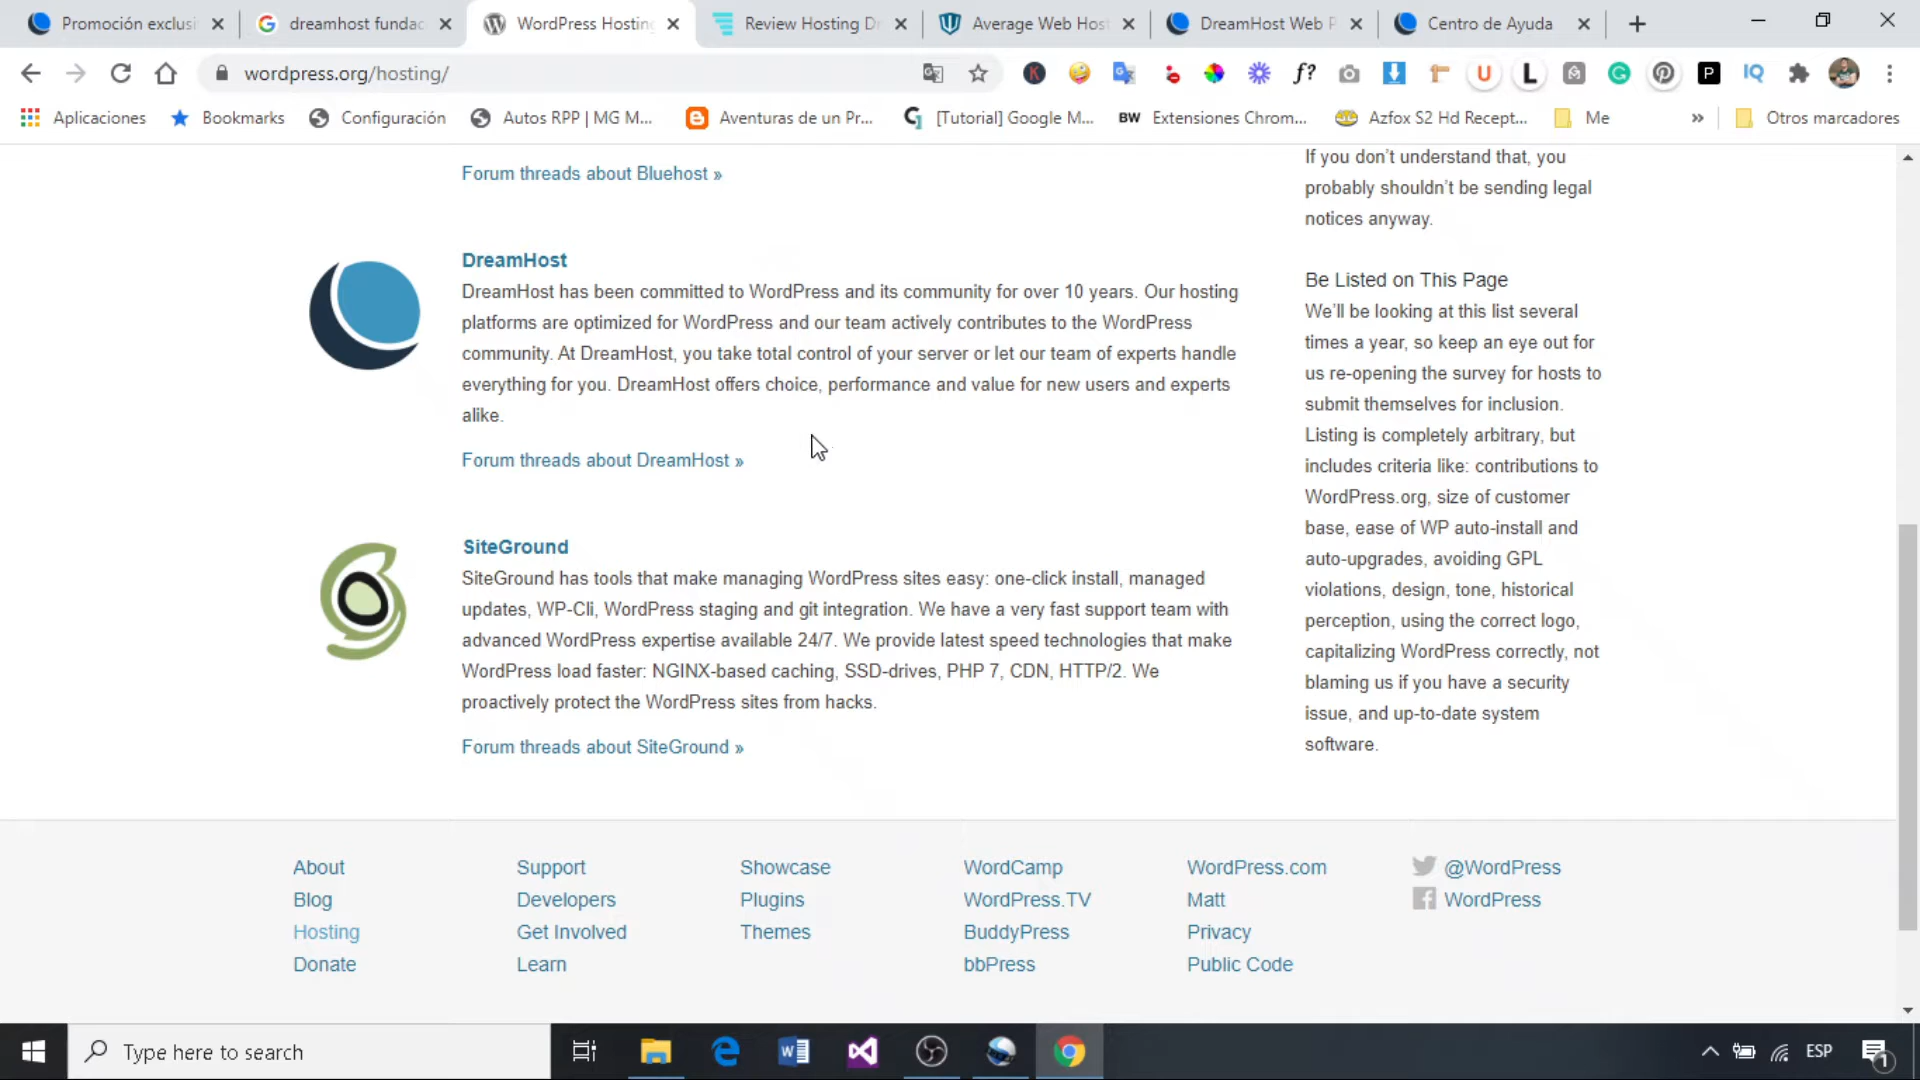 Promoción exclusi
dreamhost fundac
WordPress Hosting
Review Hosting D
Average Web Host
DreamHost Web P
Centro de Ayuda
wordpress.org/hosting/
Aplicaciones
Bookmarks
Configuración
Autos RPP | MG M...
Aventuras de un Pr...
[Tutorial] Google M...
BW Extensiones Chrom...
Azfox S2 Hd Recept...
Me
»
Otros marcadores
Forum threads about Bluehost »
DreamHost
DreamHost has been committed to WordPress and its community for over 10 years. Our hosting
platforms are optimized for WordPress and our team actively contributes to the WordPress
community. At DreamHost, you take total control of your server or let our team of experts handle
everything for you. DreamHost offers choice, performance and value for new users and experts
alike.
Forum threads about DreamHost »
SiteGround
SiteGround has tools that make managing WordPress sites easy: one-click install, managed
updates, WP-Cli, WordPress staging and git integration. We have a very fast support team with
advanced WordPress expertise available 24/7. We provide latest speed technologies that make
WordPress load faster: NGINX-based caching, SSD-drives, PHP 7, CDN, HTTP/2. We
proactively protect the WordPress sites from hacks.
Forum threads about SiteGround »
If you don't understand that, you
probably shouldn't be sending legal
notices anyway.
Be Listed on This Page
We'll be looking at this list several
times a year, so keep an eye out for
us re-opening the survey for hosts to
submit themselves for inclusion.
Listing is completely arbitrary, but
includes criteria like: contributions to
WordPress.org, size of customer
base, ease of WP auto-install and
auto-upgrades, avoiding GPL
violations, design, tone, historical
perception, using the correct logo,
capitalizing WordPress correctly, not
blaming us if you have a security
issue, and up-to-date system
software.
About
Blog
Hosting
Donate
Support
Developers
Get Involved
Learn
Showcase
Plugins
Themes
WordCamp
WordPress.TV
BuddyPress
bbPress
WordPress.com
Matt
Privacy
Public Code
@WordPress
WordPress
Type here to search
ESP
1